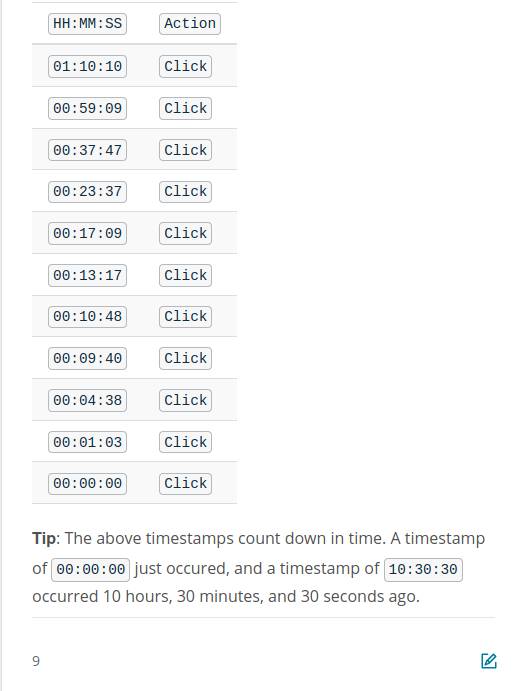 HH:MM:SS Action
01:10:10 Click
00:59:09 Click
00:37:47 Click
00:23:37 Click
00:17:09 Click
00:13:17 Click
00:10:48 Click
00:09:40 Click
00:04:38 Click
00:01:03 Click
00:00:00 Click
Tip: The above timestamps count down in time. A timestamp
of 00:00:00 just occured, and a timestamp of 10:30:30
occurred 10 hours, 30 minutes, and 30 seconds ago.
9